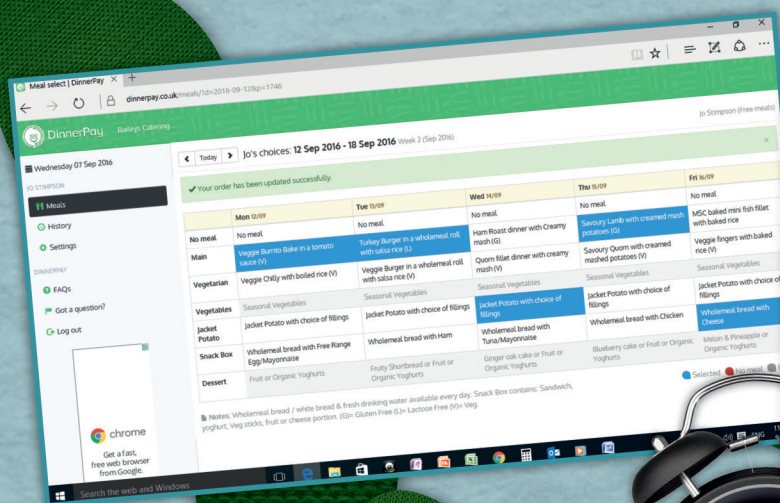 Meal select | DinnerPay
dinnerpay.co.uk/meals/?d=2016-09-12&p=1746
DinnerPay
Baileys Catering
Jo Stimpson (Free meals)
Wednesday 07 Sep 2016
JO STIMPSON
Meals
History
Settings
DINNERPAY
FAQs
Got a question?
Log out
chrome
Get a fast,
free web browser
from Google.
Today
Jo's choices: 12 Sep 2016 - 18 Sep 2016 Week 2 (Sep 2016)
Your order has been updated successfully.
Mon 12/09 Tue 13/09 Wed 14/09 Thu 15/09 Fri 16/09
No meal No meal No meal No meal No meal No meal
Main Veggie Burrito Bake in a tomato Turkey Burger in a wholemeal roll Ham Roast dinner with Creamy Savoury Lamb with creamed mash MSC baked mini fish fillet
sauce (V) with salsa rice (L) mash (G) potatoes (G) with baked rice
Vegetarian Veggie Chilly with boiled rice (V) Veggie Burger in a wholemeal roll Quorn fillet dinner with creamy Savoury Quorn with creamed Veggie fingers with baked
with salsa rice (V) mash (V) mashed potatoes (V) rice (V)
Vegetables Seasonal Vegetables Seasonal Vegetables Seasonal Vegetables Seasonal Vegetables Seasonal Vegetables
Jacket Jacket Potato with choice of fillings Jacket Potato with choice of fillings Jacket Potato with choice of Jacket Potato with choice of Jacket Potato with choice of
Potato fillings fillings fillings
Snack Box Wholemeal bread with Free Range Wholemeal bread with Ham Wholemeal bread with Wholemeal bread with Chicken Wholemeal bread with
Egg/Mayonnaise Tuna/Mayonnaise Cheese
Dessert Fruit or Organic Yoghurts Fruity Shortbread or Fruit or Ginger oak cake or Fruit or Blueberry cake or Fruit or Organic Melon & Pineapple or
Organic Yoghurts Organic Yoghurts Yoghurts Organic Yoghurts
Notes: Wholemeal bread / white bread & fresh drinking water available every day. Snack Box contains: Sandwich,
yoghurt, Veg sticks, fruit or cheese portion. (G)= Gluten Free (L)= Lactose Free (V)= Veg.
Selected No meal
Search the web and Windows
ENG